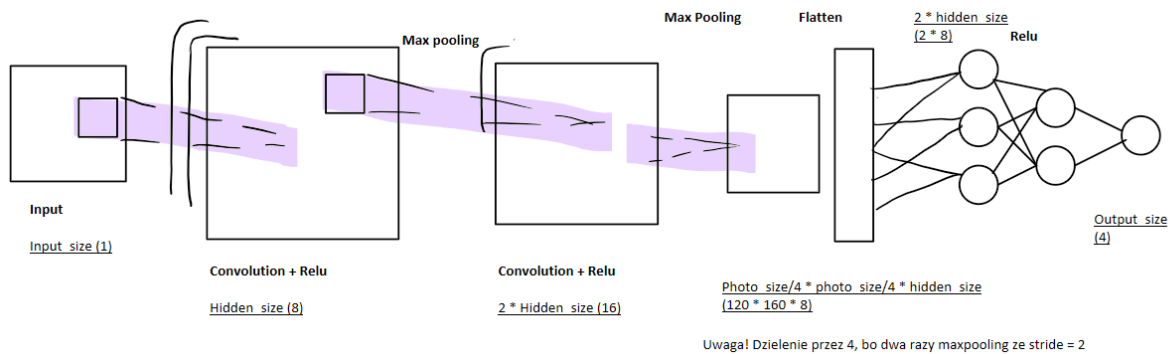 Max Pooling
Flatten
2 * hidden_size
(2 * 8)
Relu
Max pooling
Input
Input_size (1)
Convolution + Relu
Hidden_size (8)
Convolution + Relu
2 * Hidden_size (16)
Photo_size/4 * photo_size/4 * hidden_size
(120 * 160 * 8)
Output_size
(4)
Uwaga! Dzielenie przez 4, bo dwa razy maxpooling ze stride = 2